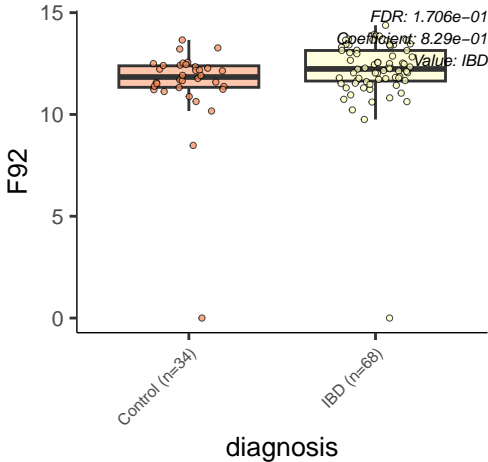 FDR: 1.706e−01
Coefficient: 8.29e−01
Value: IBD
15
10
5
0
F92
Control (n=34)
IBD (n=68)
diagnosis